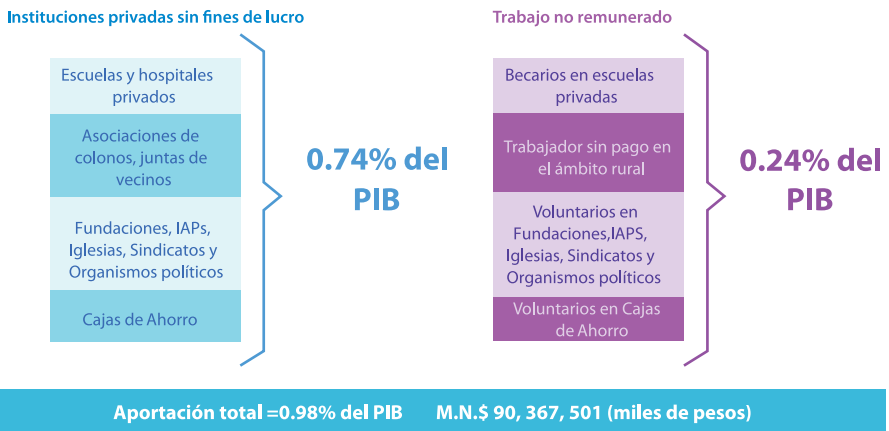 Instituciones privadas sin fines de lucro
Escuelas y hospitales
privados
Asociaciones de
colonos, juntas de
vecinos
Fundaciones, IAPs,
Iglesias, Sindicatos y
Organismos políticos
Cajas de Ahorro
0.74% del
PIB
Trabajo no remunerado
Becarios en escuelas
privadas
Trabajador sin pago en
el ámbito rural
Voluntarios en
Fundaciones,IAPS,
Iglesias, Sindicatos y
Organismos políticos
Voluntarios en Cajas
de Ahorro
0.24% del
PIB
Aportación total =0.98% del PIB M.N.$ 90, 367, 501 (miles de pesos)